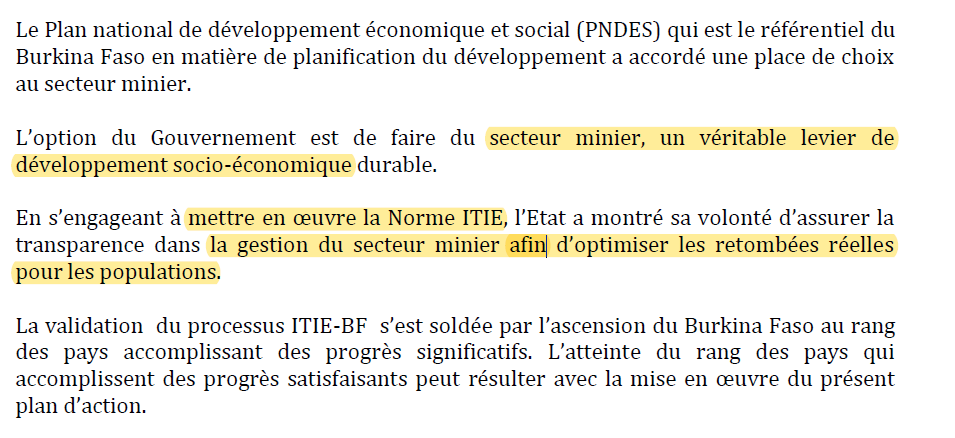 Le Plan national de développement économique et social (PNDES) qui est le référentiel du
Burkina Faso en matière de planification du développement a accordé une place de choix
au secteur minier.
L’option du Gouvernement est de faire du secteur minier, un véritable levier de
développement socio-économique durable.
En s’engageant à mettre en œuvre la Norme ITIE, l’Etat a montré sa volonté d’assurer la
transparence dans la gestion du secteur minier afin d’optimiser les retombées réelles
pour les populations.
La validation du processus ITIE-BF s’est soldée par l’ascension du Burkina Faso au rang
des pays accomplissant des progrès significatifs. L’atteinte du rang des pays qui
accomplissent des progrès satisfaisants peut résulter avec la mise en œuvre du présent
plan d’action.